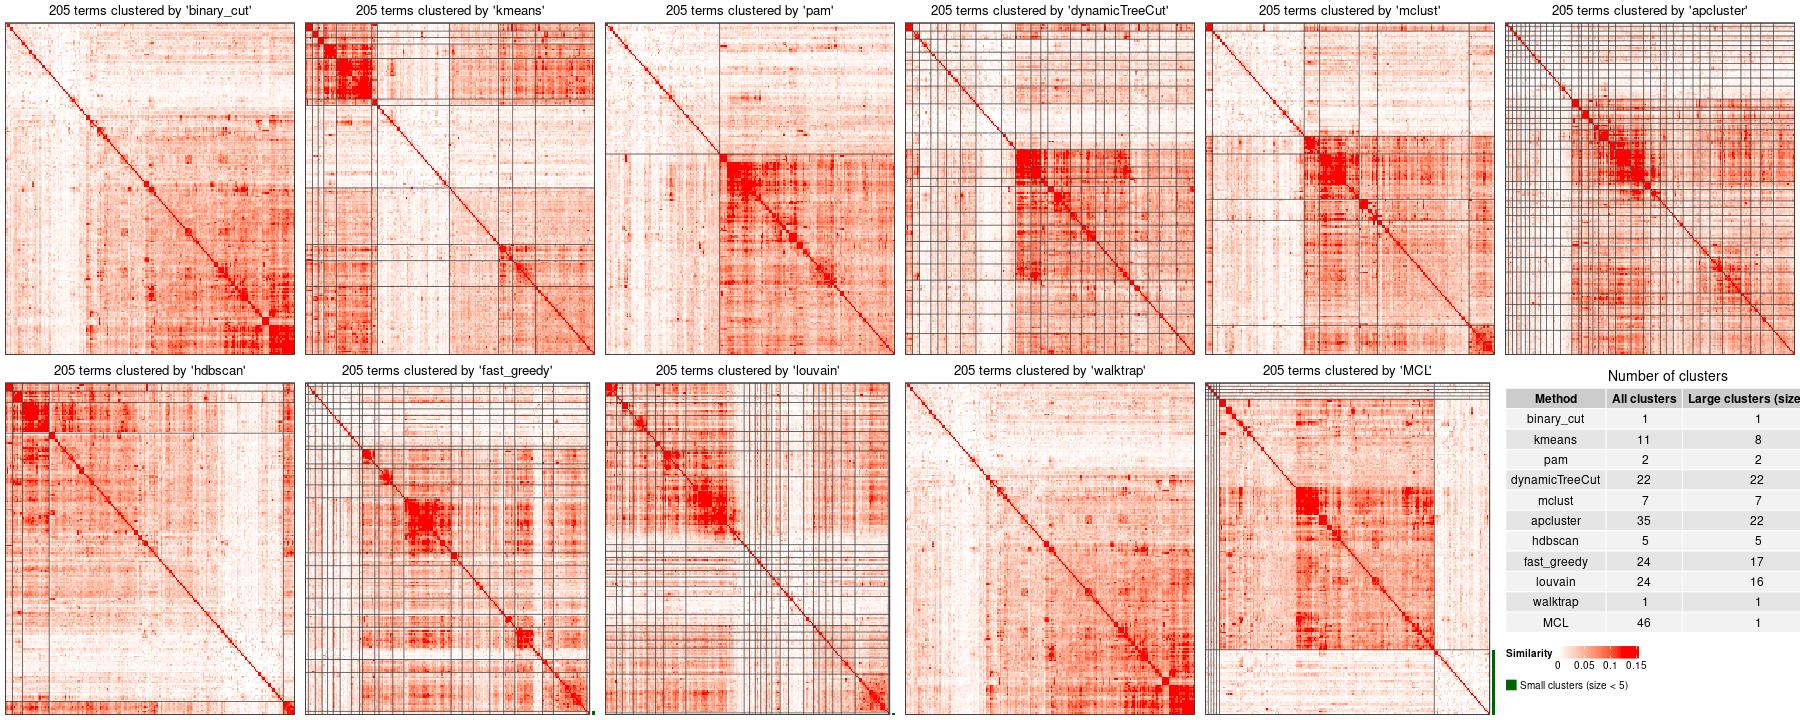 205 terms clustered by 'binary_cut'
205 terms clustered by 'kmeans'
205 terms clustered by 'pam'
205 terms clustered by 'dynamicTreeCut'
205 terms clustered by 'mclust'
205 terms clustered by 'apcluster'
205 terms clustered by 'hdbscan'
205 terms clustered by 'fast_greedy'
205 terms clustered by 'louvain'
205 terms clustered by 'walktrap'
205 terms clustered by 'MCL'
Number of clusters
Method All clusters Large clusters (size
binary_cut 1 1
kmeans 11 8
pam 2 2
dynamicTreeCut 22 22
mclust 7 7
apcluster 35 22
hdbscan 5 5
fast_greedy 24 17
louvain 24 16
walktrap 1 1
MCL 46 1
Similarity
0 0.05 0.1 0.15
Small clusters (size < 5)